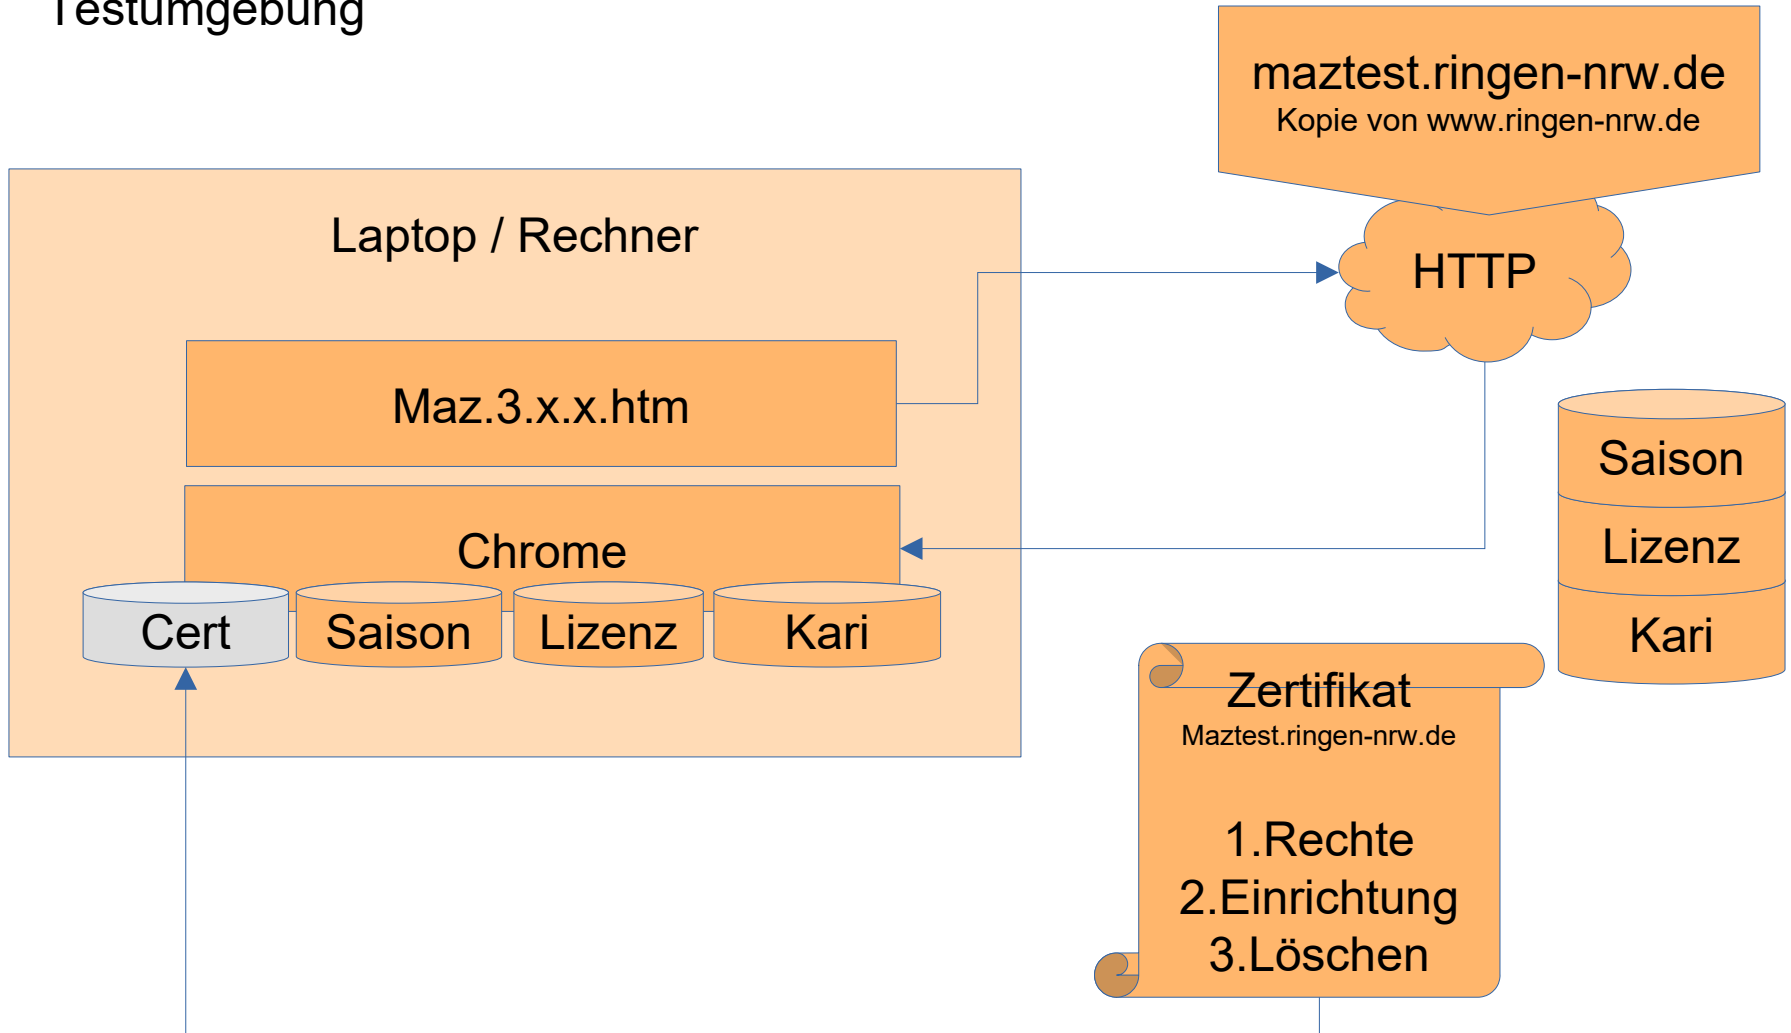 Testumgebung
maztest.ringen-nrw.de
Kopie von www.ringen-nrw.de
Laptop / Rechner
HTTP
Maz.3.x.x.htm
Chrome
Cert
Saison
Lizenz
Kari
Saison
Lizenz
Kari
Zertifikat
Maztest.ringen-nrw.de
1.Rechte
2.Einrichtung
3.Löschen